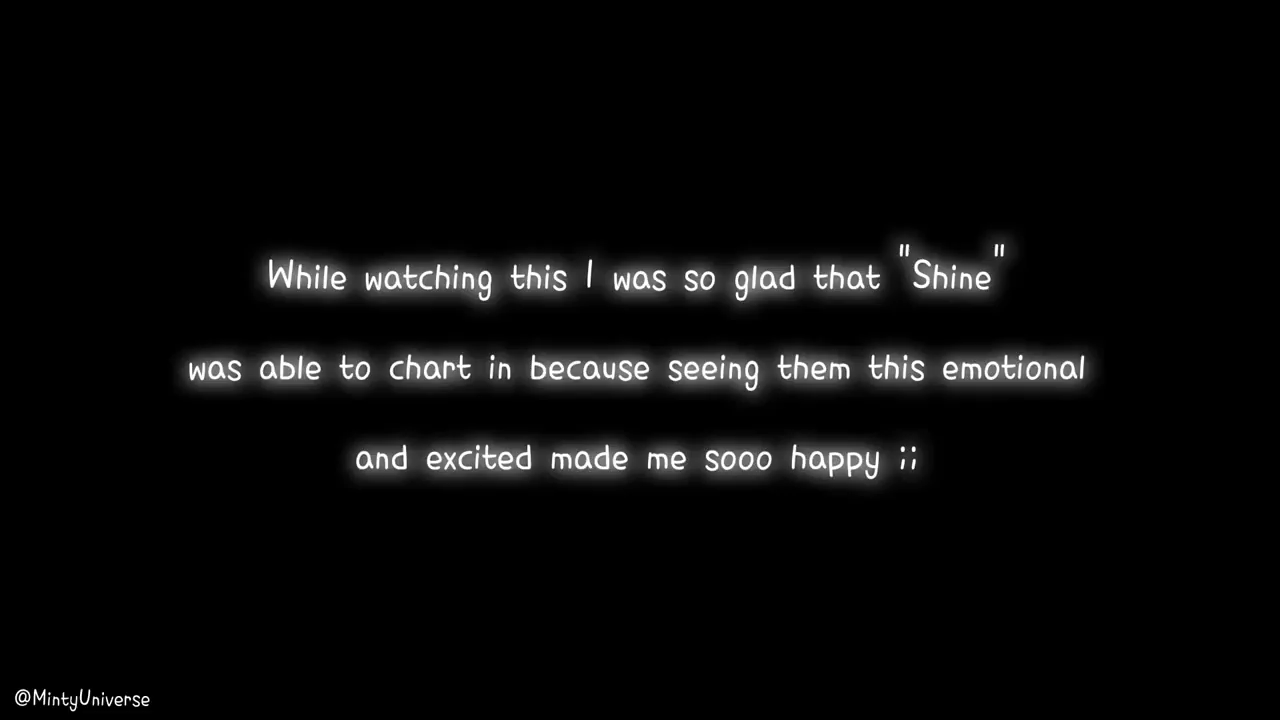 While watching this I was so glad that "Shine"
was able to chart in because seeing them this emotional
and excited made me sooo happy ;;
@MintyUniverse